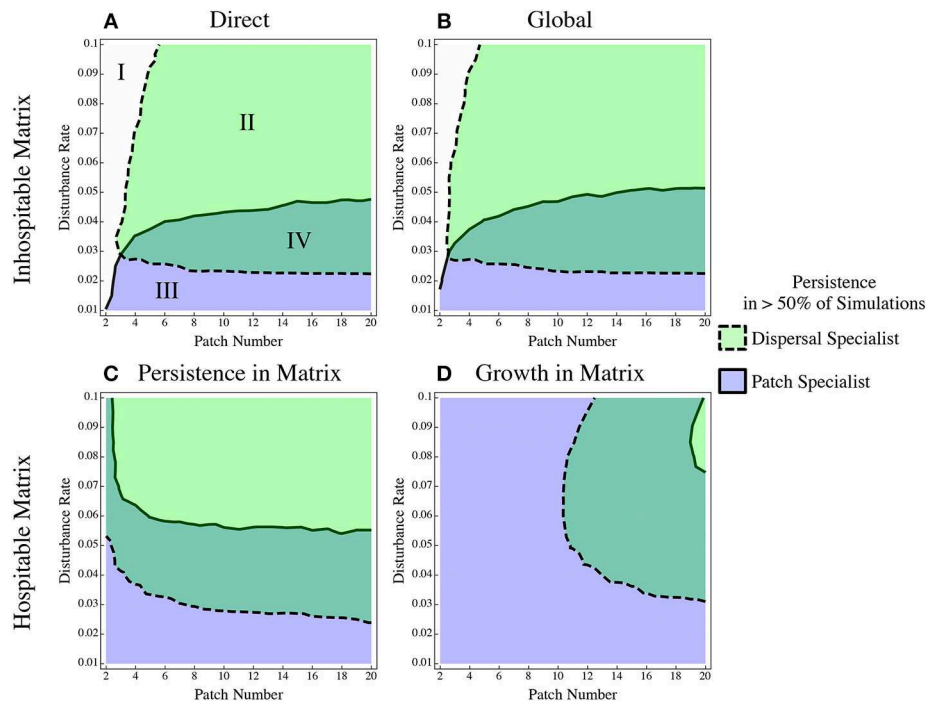 A Direct
B Global
Inhospitable Matrix
Disturbance Rate
0.1
0.09
0.08
0.07
0.06
0.05
0.04
0.03
0.02
0.01
I
II
IV
III
2 4 6 8 10 12 14 16 18 20
Patch Number
Disturbance Rate
0.1
0.09
0.08
0.07
0.06
0.05
0.04
0.03
0.02
0.01
2 4 6 8 10 12 14 16 18 20
Patch Number
Persistence
in > 50% of Simulations
Dispersal Specialist
Patch Specialist
C Persistence in Matrix
D Growth in Matrix
Hospitable Matrix
Disturbance Rate
0.1
0.09
0.08
0.07
0.06
0.05
0.04
0.03
0.02
0.01
2 4 6 8 10 12 14 16 18 20
Patch Number
Disturbance Rate
0.1
0.09
0.08
0.07
0.06
0.05
0.04
0.03
0.02
0.01
2 4 6 8 10 12 14 16 18 20
Patch Number